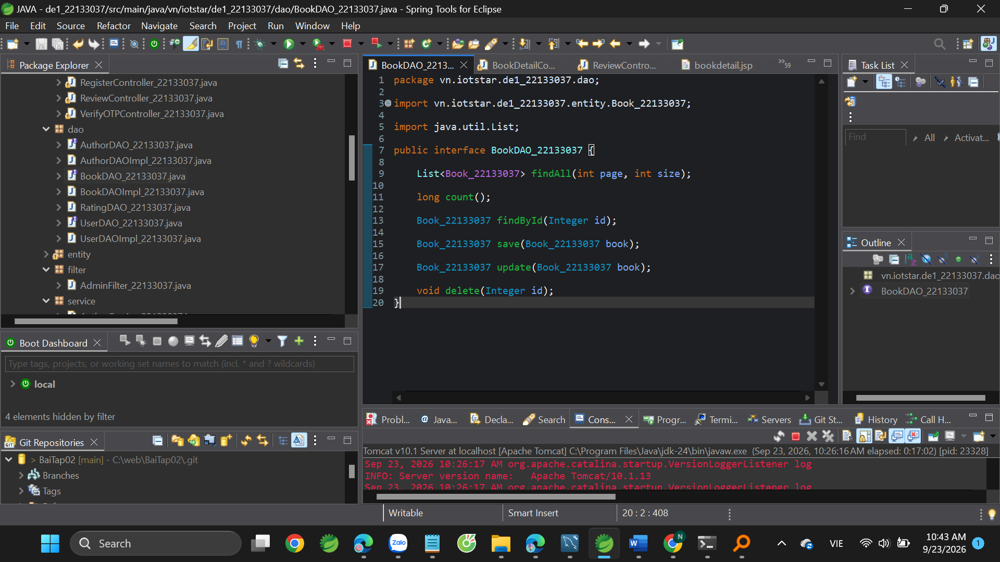 JAVA - de1_22133037/src/main/java/vn/iotstar/de1_22133037/dao/BookDAO_22133037.java - Spring Tools for Eclipse
File Edit Source Refactor Navigate Search Project Run Window Help
Package Explorer
RegisterController_22133037.java
ReviewController_22133037.java
VerifyOTPController_22133037.java
dao
AuthorDAO_22133037.java
AuthorDAOImpl_22133037.java
BookDAO_22133037.java
BookDAOImpl_22133037.java
RatingDAO_22133037.java
UserDAO_22133037.java
UserDAOImpl_22133037.java
entity
filter
AdminFilter_22133037.java
service
Boot Dashboard
Type tags, projects, or working set names to match (incl. * and ? wildcards)
local
4 elements hidden by filter
Git Repositories
> BaiTap02 [main] - C:\web\BaiTap02\.git
Branches
Tags
BookDAO_2213... BookDetailCo... ReviewContro... bookdetail.jsp »59
1 package vn.iotstar.de1_22133037.dao;
2
3 import vn.iotstar.de1_22133037.entity.Book_22133037;
4
5 import java.util.List;
6
7 public interface BookDAO_22133037 {
8
9 List<Book_22133037> findAll(int page, int size);
10
11 long count();
12
13 Book_22133037 findById(Integer id);
14
15 Book_22133037 save(Book_22133037 book);
16
17 Book_22133037 update(Book_22133037 book);
18
19 void delete(Integer id);
20 }
Task List
Find All Activat...
Outline
vn.iotstar.de1_22133037.dao
BookDAO_22133037
Probl... Java... Decla... Search Cons... Progr... Termi... Servers Git St... History Call H...
Tomcat v10.1 Server at localhost [Apache Tomcat] C:\Program Files\Java\jdk-24\bin\javaw.exe (Sep 23, 2026, 10:26:16 AM elapsed: 0:17:02) [pid: 23328]
Sep 23, 2026 10:26:17 AM org.apache.catalina.startup.VersionLoggerListener log
INFO: Server version name: Apache Tomcat/10.1.13
Sep 23, 2026 10:26:17 AM org.apache.catalina.startup.VersionLoggerListener log
Writable Smart Insert 20 : 2 : 408
Search
Zalo
N
VIE
10:43 AM
9/23/2026
1